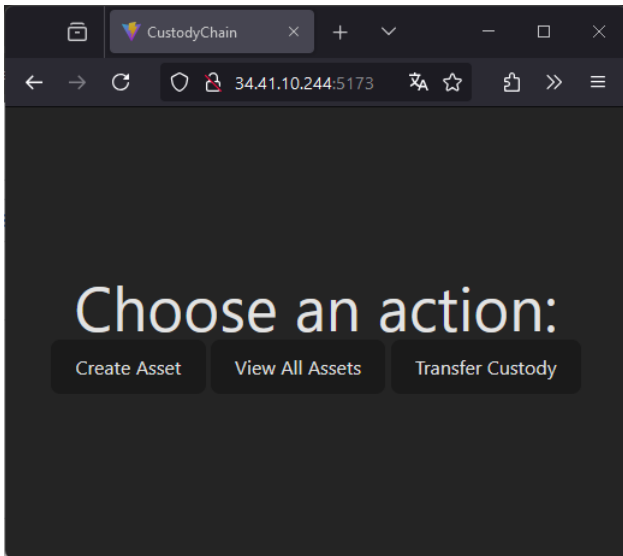 CustodyChain
34.41.10.244:5173
Choose an action:
Create Asset View All Assets Transfer Custody